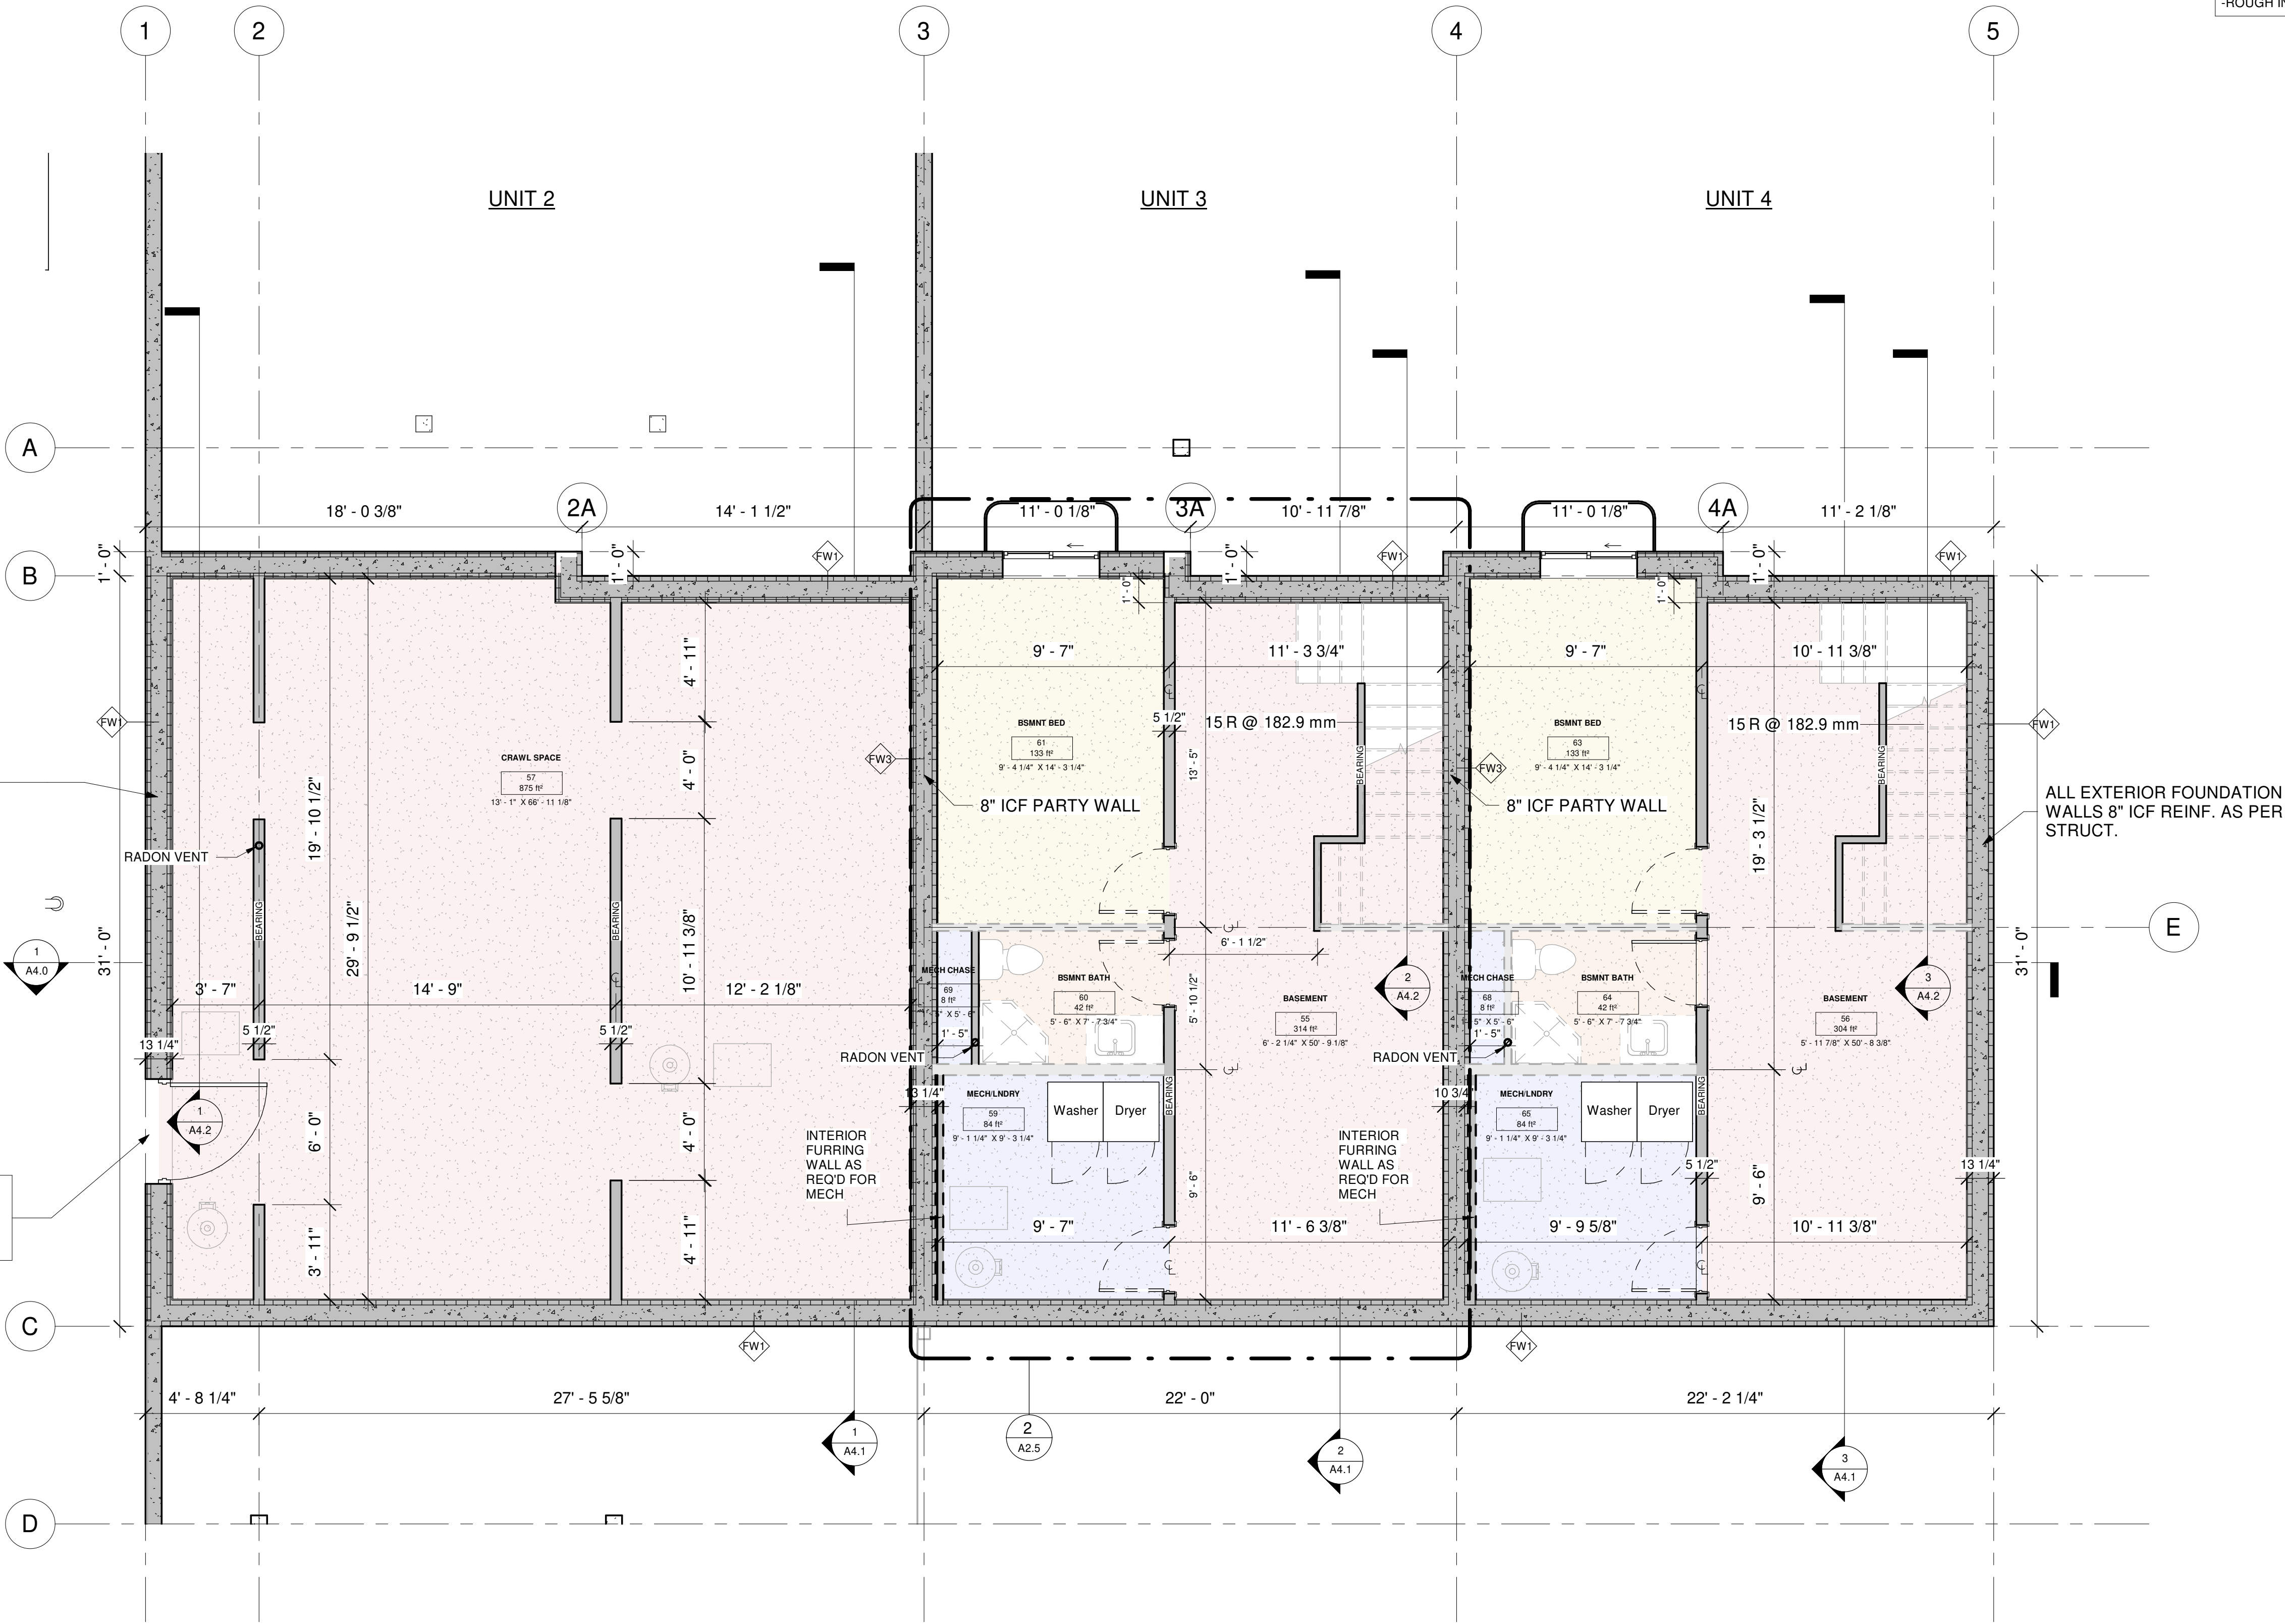 -ROUGH IN
1
2
3
4
5
UNIT 2
UNIT 3
UNIT 4
A
2A
3A
4A
18' - 0 3/8"
14' - 1 1/2"
11' - 0 1/8"
10' - 11 7/8"
11' - 0 1/8"
11' - 2 1/8"
B
1' - 0"
1' - 0"
FW1
1' - 0"
1' - 0"
FW1
1' - 0"
1' - 0"
FW1
4' - 11"
9' - 7"
11' - 3 3/4"
9' - 7"
10' - 11 3/8"
FW1
CRAWL SPACE
57
875 ft²
13' - 1" X 66' - 11 1/8"
4' - 0"
FW3
BSMNT BED
61
133 ft²
9' - 4 1/4" X 14' - 3 1/4"
5 1/2"
15 R @ 182.9 mm
13' - 5"
BEARING
8" ICF PARTY WALL
FW3
BSMNT BED
63
133 ft²
9' - 4 1/4" X 14' - 3 1/4"
15 R @ 182.9 mm
BEARING
8" ICF PARTY WALL
19' - 3 1/2"
FW1
ALL EXTERIOR FOUNDATION
WALLS 8" ICF REINF. AS PER
STRUCT.
19' - 10 1/2"
RADON VENT
BEARING
29' - 9 1/2"
BEARING
10' - 11 3/8"
E
31' - 0"
31' - 0"
1
A4.0
3' - 7"
14' - 9"
12' - 2 1/8"
5 1/2"
5 1/2"
13 1/4"
MECH CHASE
69
8 ft²
5" X 5' - 6"
1' - 5"
RADON VENT
BSMNT BATH
60
42 ft²
5' - 6" X 7' - 7 3/4"
6' - 1 1/2"
5' - 10 1/2"
BASEMENT
55
314 ft²
6' - 2 1/4" X 50' - 9 1/8"
2
A4.2
MECH CHASE
68
8 ft²
5" X 5' - 6"
1' - 5"
RADON VENT
BSMNT BATH
64
42 ft²
5' - 6" X 7' - 7 3/4"
BASEMENT
56
304 ft²
5' - 11 7/8" X 50' - 8 3/8"
3
A4.2
1
A4.2
6' - 0"
4' - 0"
13 1/4"
MECH/LNDRY
59
84 ft²
9' - 1 1/4" X 9' - 3 1/4"
Washer
Dryer
BEARING
10 3/4"
MECH/LNDRY
65
84 ft²
9' - 1 1/4" X 9' - 3 1/4"
Washer
Dryer
BEARING
INTERIOR
FURRING
WALL AS
REQ'D FOR
MECH
INTERIOR
FURRING
WALL AS
REQ'D FOR
MECH
5 1/2"
13 1/4"
9' - 6"
9' - 6"
3' - 11"
4' - 11"
9' - 7"
11' - 6 3/8"
9' - 9 5/8"
10' - 11 3/8"
C
FW1
FW1
4' - 8 1/4"
27' - 5 5/8"
22' - 0"
22' - 2 1/4"
1
A4.1
2
A2.5
2
A4.1
3
A4.1
D